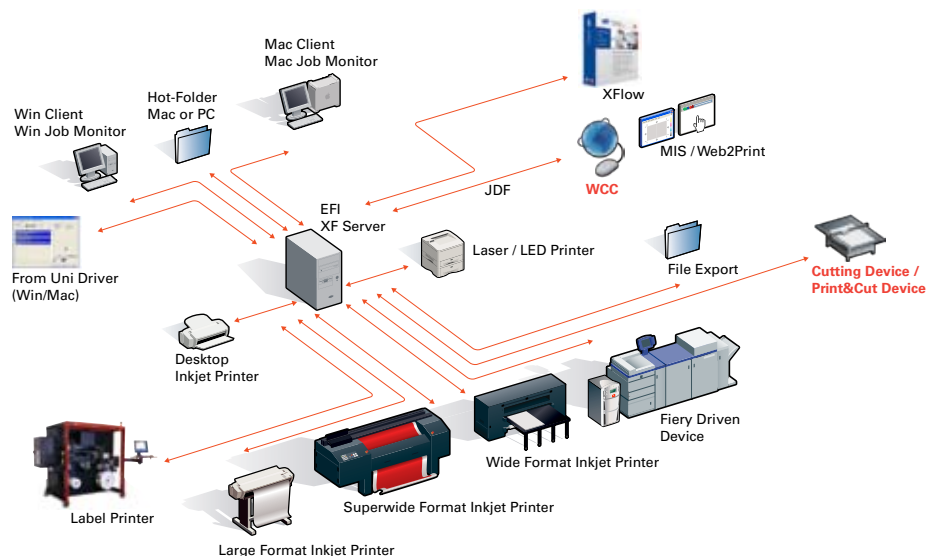 Mac Client
Mac Job Monitor
Hot-Folder
Mac or PC
Win Client
Win Job Monitor
XFlow
MIS / Web2Print
WCC
JDF
EFI
XF Server
Laser / LED Printer
File Export
Cutting Device /
Print&Cut Device
From Uni Driver
(Win/Mac)
Desktop
Inkjet Printer
Fiery Driven
Device
Wide Format Inkjet Printer
Superwide Format Inkjet Printer
Label Printer
Large Format Inkjet Printer